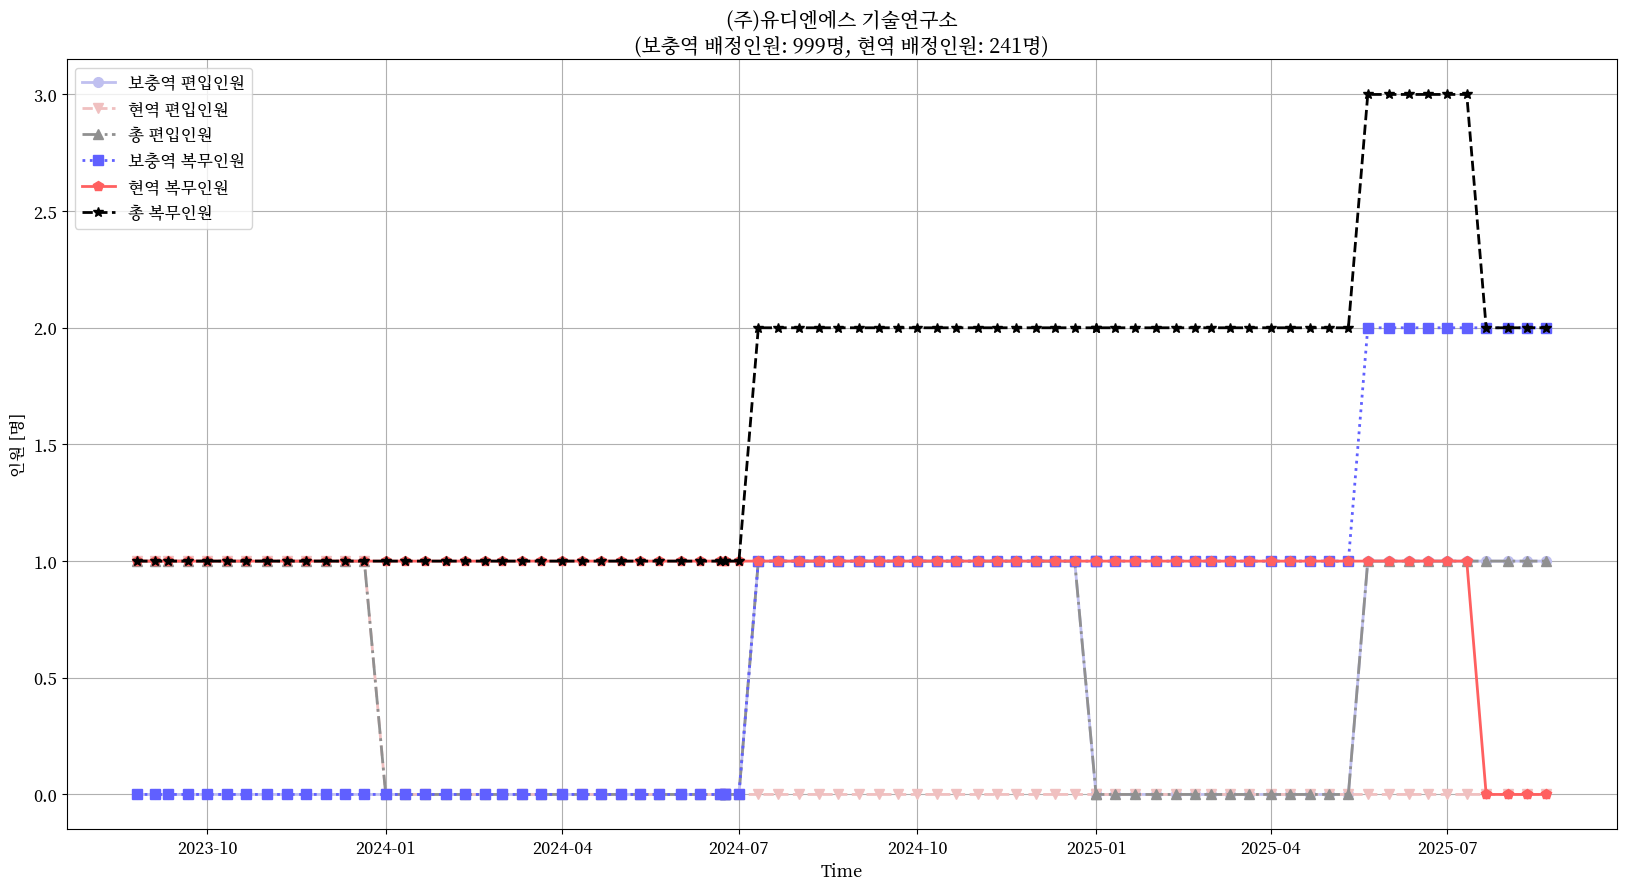 (주)유디엔에스 기술연구소
(보충역 배정인원: 999명, 현역 배정인원: 241명)
보충역 편입인원
현역 편입인원
총 편입인원
보충역 복무인원
현역 복무인원
총 복무인원
3.0
2.5
2.0
1.5
1.0
0.5
0.0
인원 [명]
2023-10
2024-01
2024-04
2024-07
2024-10
2025-01
2025-04
2025-07
Time